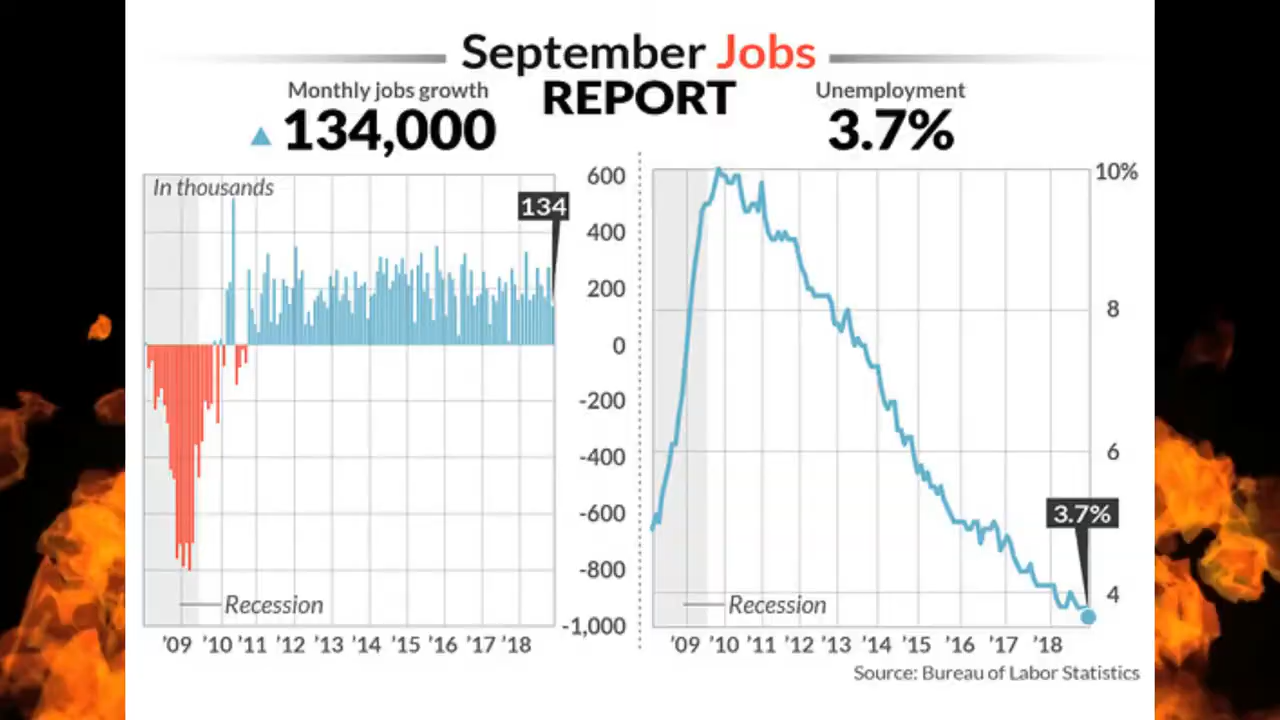 September Jobs
REPORT
Monthly jobs growth
134,000
Unemployment
3.7%
In thousands
600
400
200
0
-200
-400
-600
-800
-1,000
134
Recession
'09 '10 '11 '12 '13 '14 '15 '16 '17 '18
10%
8
6
4
3.7%
Recession
'09 '10 '11 '12 '13 '14 '15 '16 '17 '18
Source: Bureau of Labor Statistics